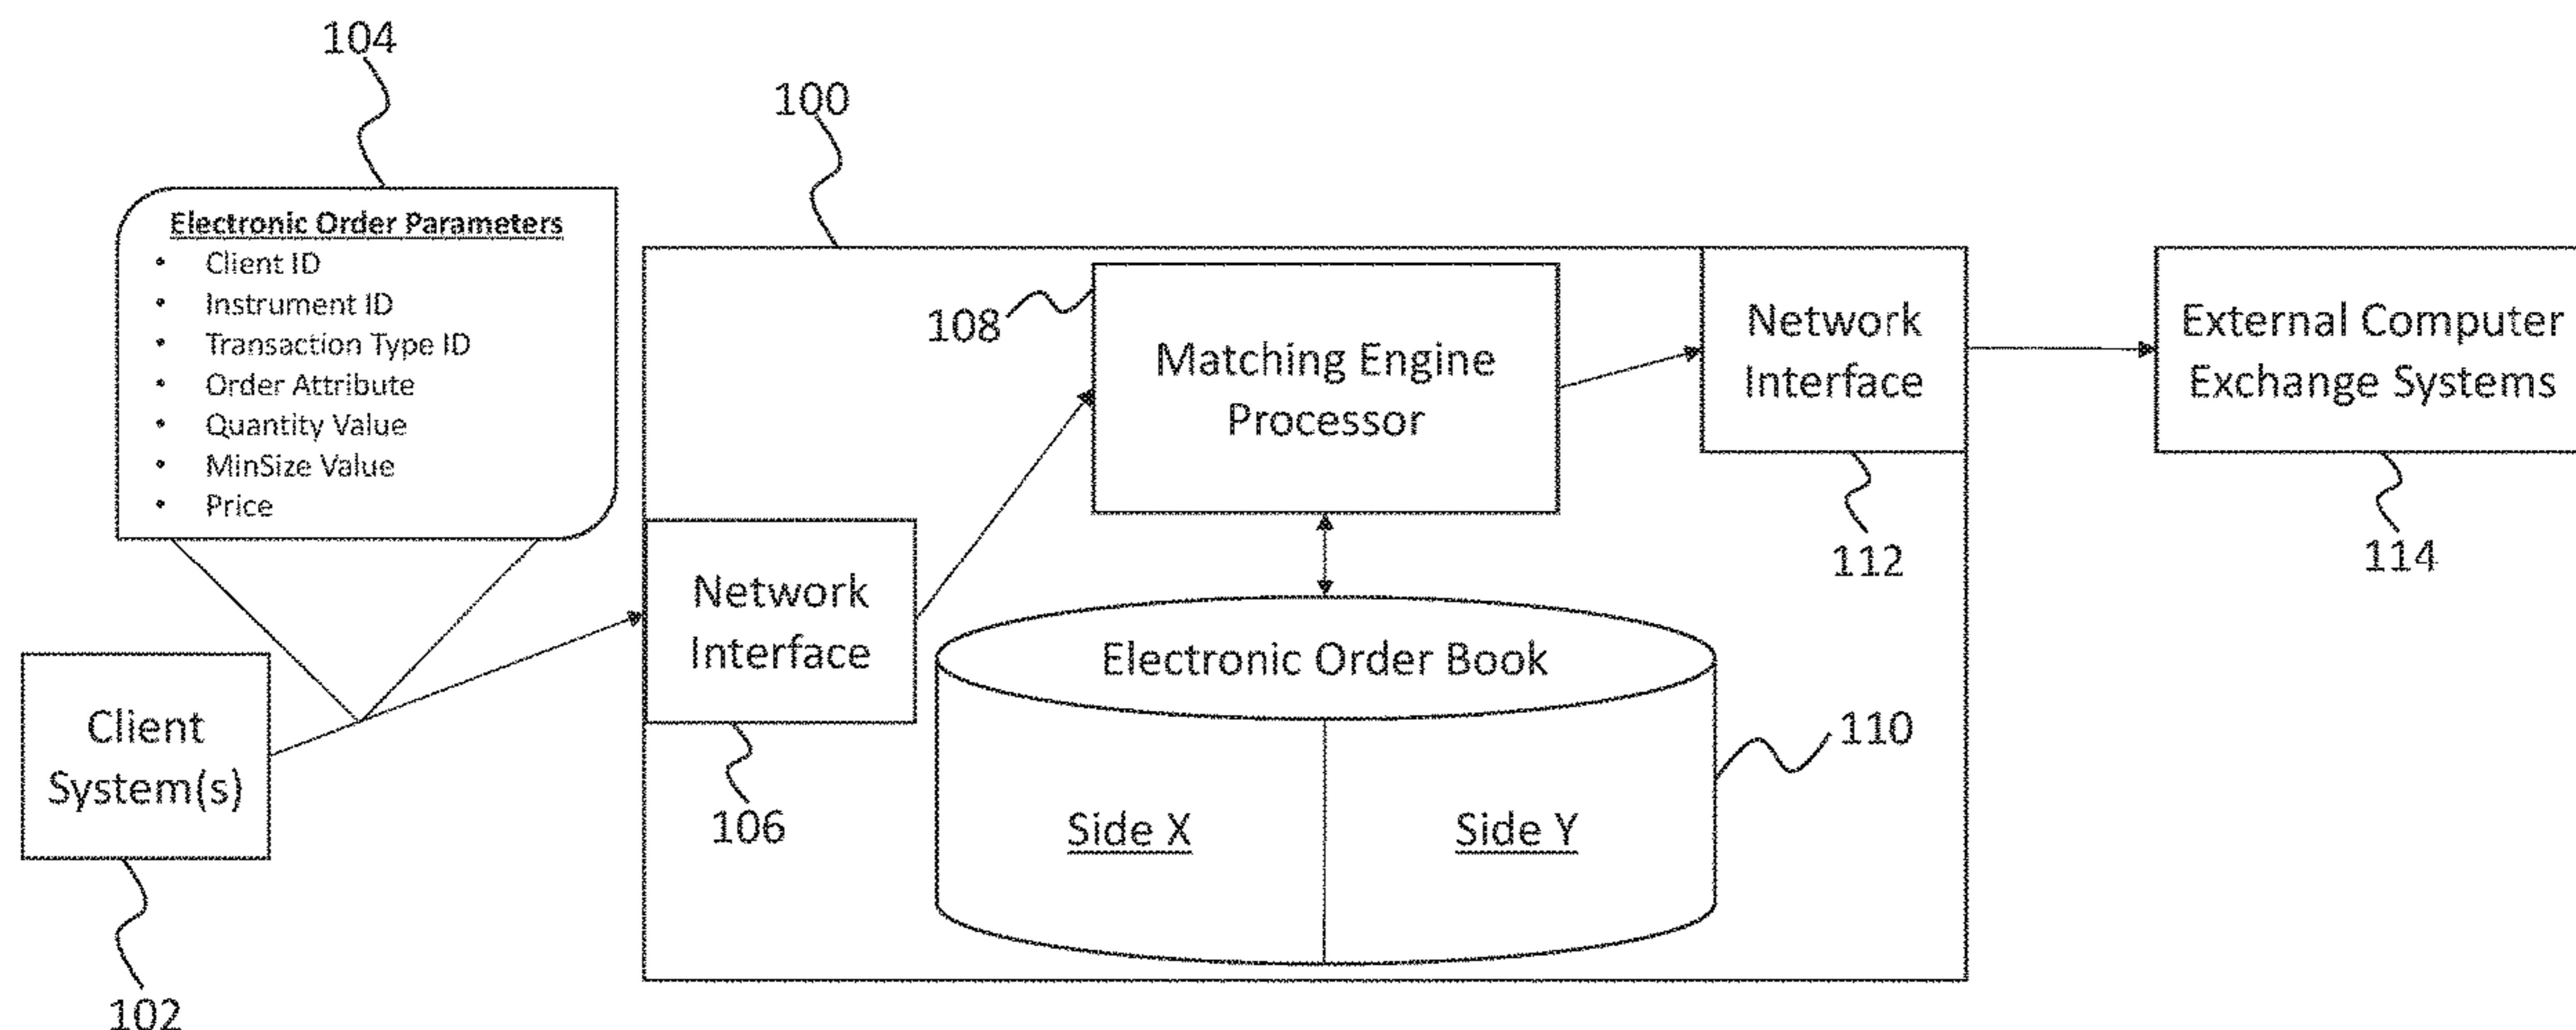 104
100
Electronic Order Parameters
• Client ID
• Instrument ID
• Transaction Type ID
• Order Attribute
• Quantity Value
• MinSize Value
• Price
108
Matching Engine
Processor
Network
Interface
External Computer
Exchange Systems
112
114
Network
Interface
106
Electronic Order Book
Side X
Side Y
110
Client
System(s)
102